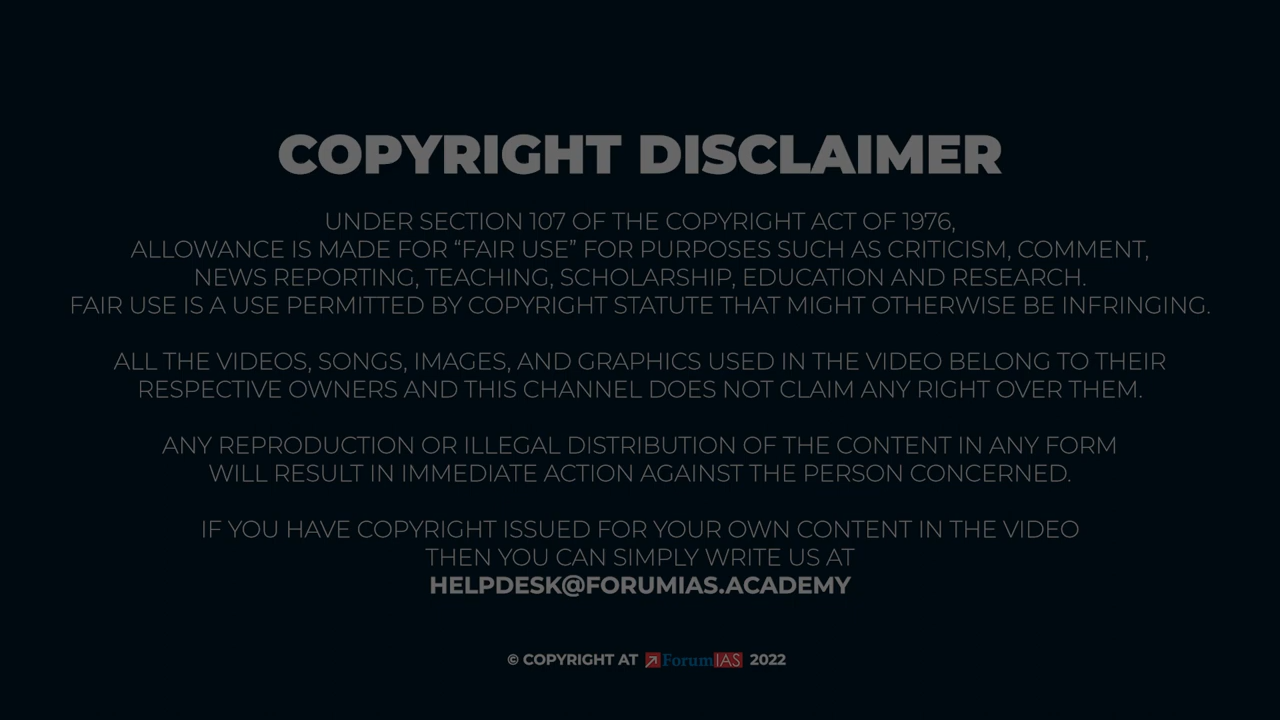 COPYRIGHT DISCLAIMER
UNDER SECTION 107 OF THE COPYRIGHT ACT OF 1976,
ALLOWANCE IS MADE FOR “FAIR USE” FOR PURPOSES SUCH AS CRITICISM, COMMENT,
NEWS REPORTING, TEACHING, SCHOLARSHIP, EDUCATION AND RESEARCH.
FAIR USE IS A USE PERMITTED BY COPYRIGHT STATUTE THAT MIGHT OTHERWISE BE INFRINGING.
ALL THE VIDEOS, SONGS, IMAGES, AND GRAPHICS USED IN THE VIDEO BELONG TO THEIR
RESPECTIVE OWNERS AND THIS CHANNEL DOES NOT CLAIM ANY RIGHT OVER THEM.
ANY REPRODUCTION OR ILLEGAL DISTRIBUTION OF THE CONTENT IN ANY FORM
WILL RESULT IN IMMEDIATE ACTION AGAINST THE PERSON CONCERNED.
IF YOU HAVE COPYRIGHT ISSUED FOR YOUR OWN CONTENT IN THE VIDEO
THEN YOU CAN SIMPLY WRITE US AT
HELPDESK@FORUMIAS.ACADEMY
© COPYRIGHT AT ForumIAS 2022